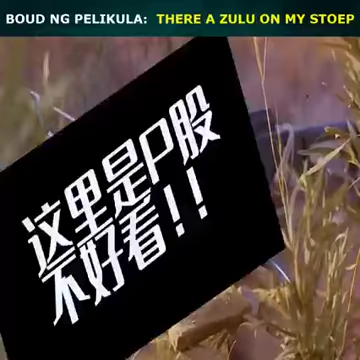 BOUD NG PELIKULA: THERE A ZULU ON MY STOEP
这里是P股
不好看!!